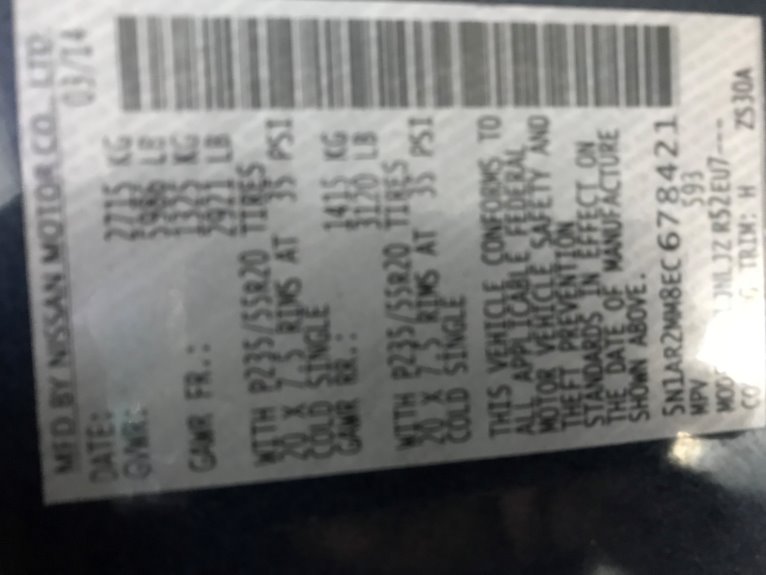 MFD BY NISSAN MOTOR CO., LTD.
DATE: 03/14
GVWR: 2715 KG
5986 LB
GAWR FR.: 1325 KG
2921 LB
WITH P235/55R20 TIRES
20 X 7.5 RIMS AT 35 PSI
COLD SINGLE
GAWR RR.: 1415 KG
3120 LB
WITH P235/55R20 TIRES
20 X 7.5 RIMS AT 35 PSI
COLD SINGLE
THIS VEHICLE CONFORMS TO
ALL APPLICABLE FEDERAL
MOTOR VEHICLE SAFETY AND
THEFT PREVENTION
STANDARDS IN EFFECT ON
THE DATE OF MANUFACTURE
SHOWN ABOVE.
5N1AR2MM8EC678421
MPV 593
R52EU7---
TRIM: H ZS30A